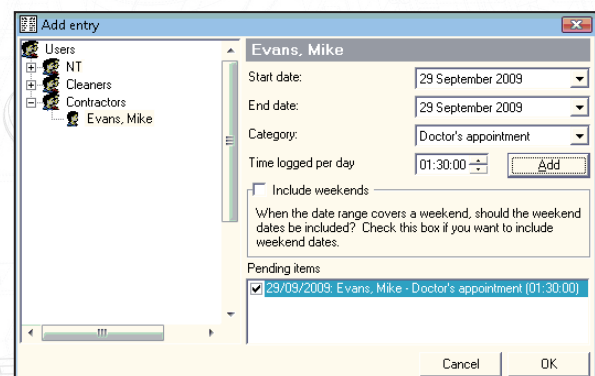 Add entry
Users
NT
Cleaners
Contractors
Evans, Mike
Evans, Mike
Start date:
29 September 2009
End date:
29 September 2009
Category:
Doctor's appointment
Time logged per day
01:30:00
Add
Include weekends
When the date range covers a weekend, should the weekend
dates be included? Check this box if you want to include
weekend dates.
Pending items
29/09/2009: Evans, Mike - Doctor's appointment (01:30:00)
Cancel
OK